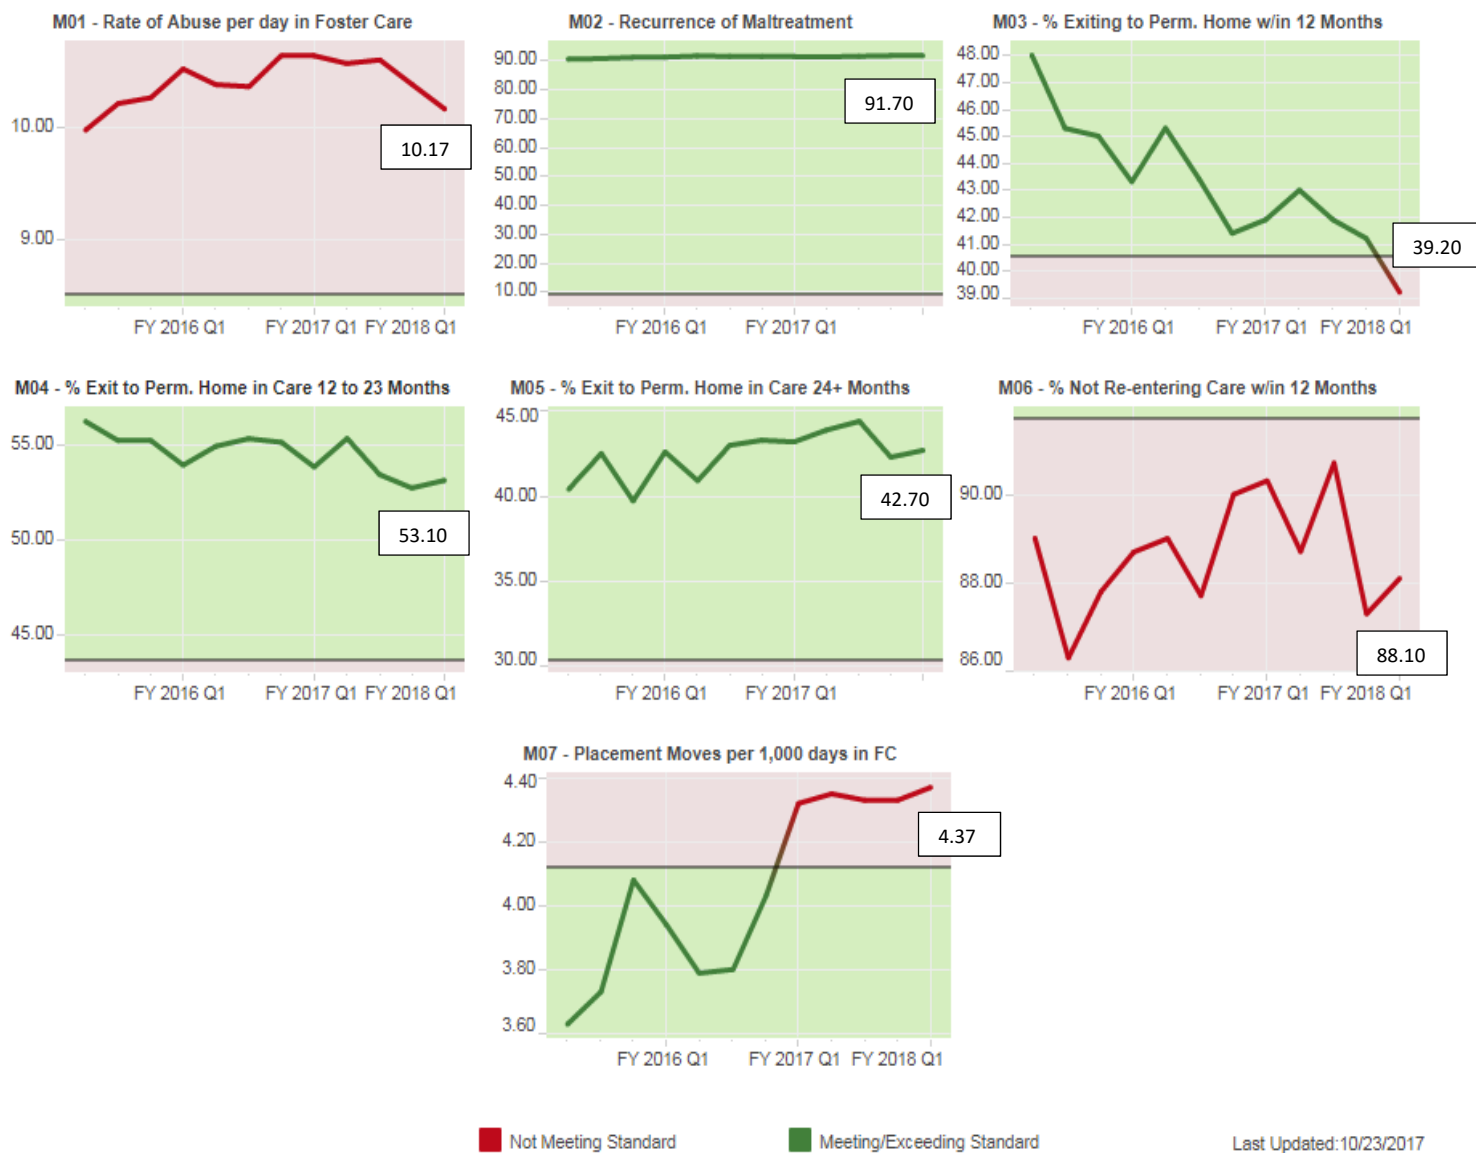 M01 - Rate of Abuse per day in Foster Care
10.00
9.00
10.17
FY 2016 Q1 FY 2017 Q1 FY 2018 Q1
M02 - Recurrence of Maltreatment
90.00
80.00
70.00
60.00
50.00
40.00
30.00
20.00
10.00
91.70
FY 2016 Q1 FY 2017 Q1
M03 - % Exiting to Perm. Home w/in 12 Months
48.00
47.00
46.00
45.00
44.00
43.00
42.00
41.00
40.00
39.00
39.20
FY 2016 Q1 FY 2017 Q1 FY 2018 Q1
M04 - % Exit to Perm. Home in Care 12 to 23 Months
55.00
50.00
45.00
53.10
FY 2016 Q1 FY 2017 Q1 FY 2018 Q1
M05 - % Exit to Perm. Home in Care 24+ Months
45.00
40.00
35.00
30.00
42.70
FY 2016 Q1 FY 2017 Q1
M06 - % Not Re-entering Care w/in 12 Months
90.00
88.00
86.00
88.10
FY 2016 Q1 FY 2017 Q1 FY 2018 Q1
M07 - Placement Moves per 1,000 days in FC
4.40
4.20
4.00
3.80
3.60
4.37
FY 2016 Q1 FY 2017 Q1 FY 2018 Q1
Not Meeting Standard Meeting/Exceeding Standard Last Updated:10/23/2017